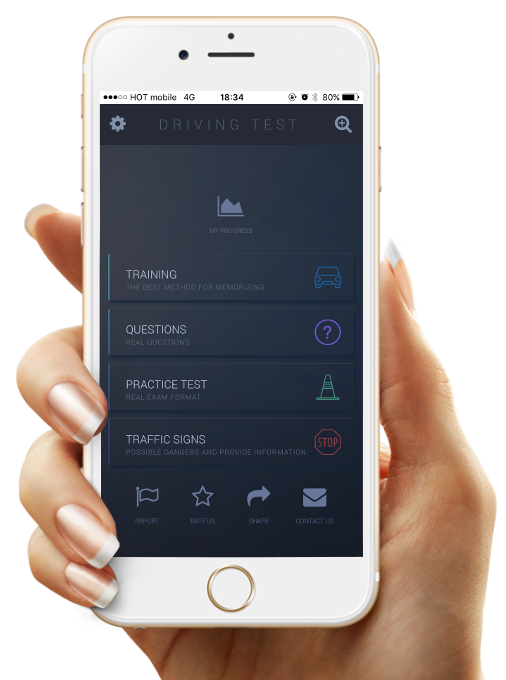 HOT mobile 4G 18:34 80%
DRIVING TEST
MY PROGRESS
TRAINING
THE BEST METHOD FOR MEMORIZING
QUESTIONS
REAL QUESTIONS
?
PRACTICE TEST
REAL EXAM FORMAT
TRAFFIC SIGNS
POSSIBLE DANGERS AND PROVIDE INFORMATION
STOP
REPORT RATE US SHARE CONTACT US